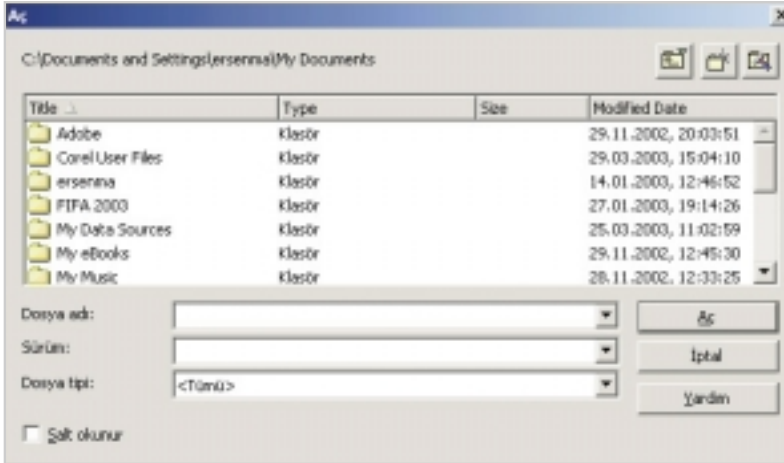 Aç
C:\Documents and Settings\ersenma\My Documents
Title Type Size Modified Date
Adobe Klasör 29.11.2002, 20:03:51
Corel User Files Klasör 29.03.2003, 15:04:10
ersenma Klasör 14.01.2003, 12:46:52
FIFA 2003 Klasör 27.01.2003, 19:14:26
My Data Sources Klasör 25.03.2003, 11:02:59
My eBooks Klasör 29.11.2002, 12:45:30
My Music Klasör 28.11.2002, 12:33:25
Dosya adı: Aç
Sürüm: İptal
Dosya tipi: <Tümü> Yardım
Salt okunur